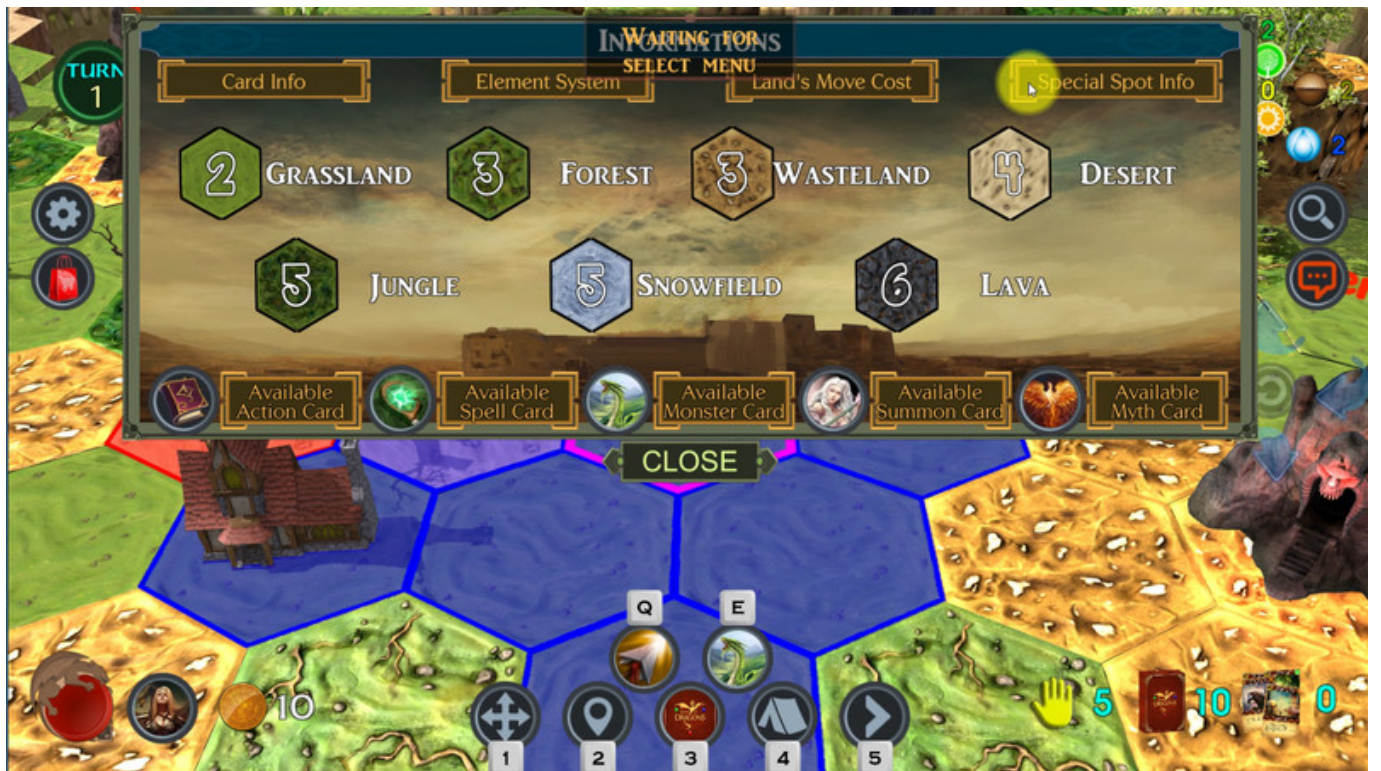 INFORMATIONS
WAITING FOR
SELECT MENU
TURN
1
Card Info
Element System
Land's Move Cost
Special Spot Info
2
0
2
2
2 GRASSLAND
3 FOREST
3 WASTELAND
4 DESERT
5 JUNGLE
5 SNOWFIELD
6 LAVA
Available
Action Card
Available
Spell Card
Available
Monster Card
Available
Summon Card
Available
Myth Card
CLOSE
Q
E
10
DRAGONS
5
10
0
1
2
3
4
5